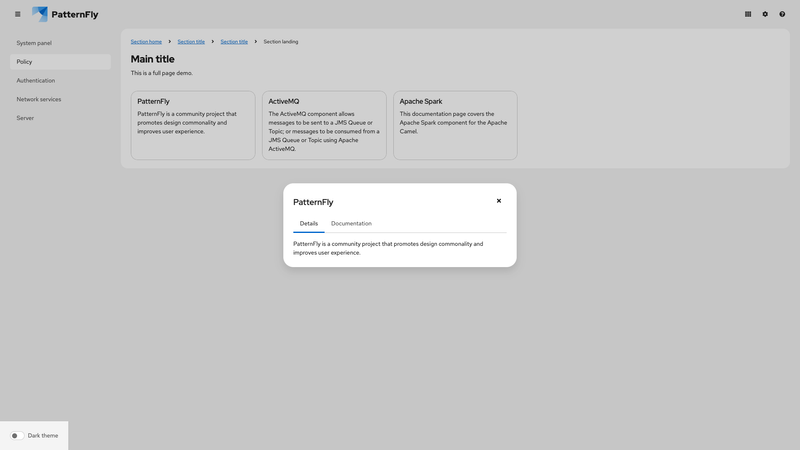 PatternFly
System panel
Policy
Authentication
Network services
Server
Section home
Section title
Section title
Section landing
Main title
This is a full page demo.
PatternFly
PatternFly is a community project that
promotes design commonality and
improves user experience.
ActiveMQ
The ActiveMQ component allows
messages to be sent to a JMS Queue or
Topic; or messages to be consumed from a
JMS Queue or Topic using Apache
ActiveMQ.
Apache Spark
This documentation page covers the
Apache Spark component for the Apache
Camel.
PatternFly
Details
Documentation
PatternFly is a community project that promotes design commonality and
improves user experience.
Dark theme